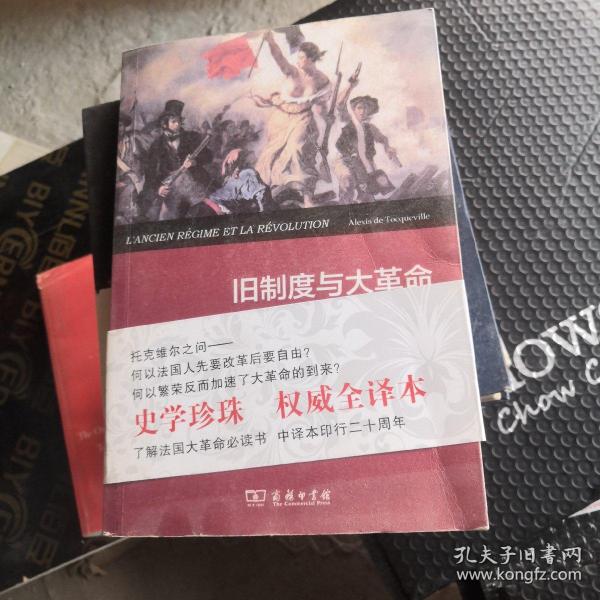 L'ANCIEN RÉGIME ET LA RÉVOLUTION Alexis de Tocqueville
旧制度与大革命
托克维尔之问——
何以法国人先要改革后要自由?
何以繁荣反而加速了大革命的到来?
史学珍珠 权威全译本
了解法国大革命必读书 中译本印行二十周年
商务印书馆
The Commercial Press
Chow Chow
孔夫子旧书网
www.kongfz.com